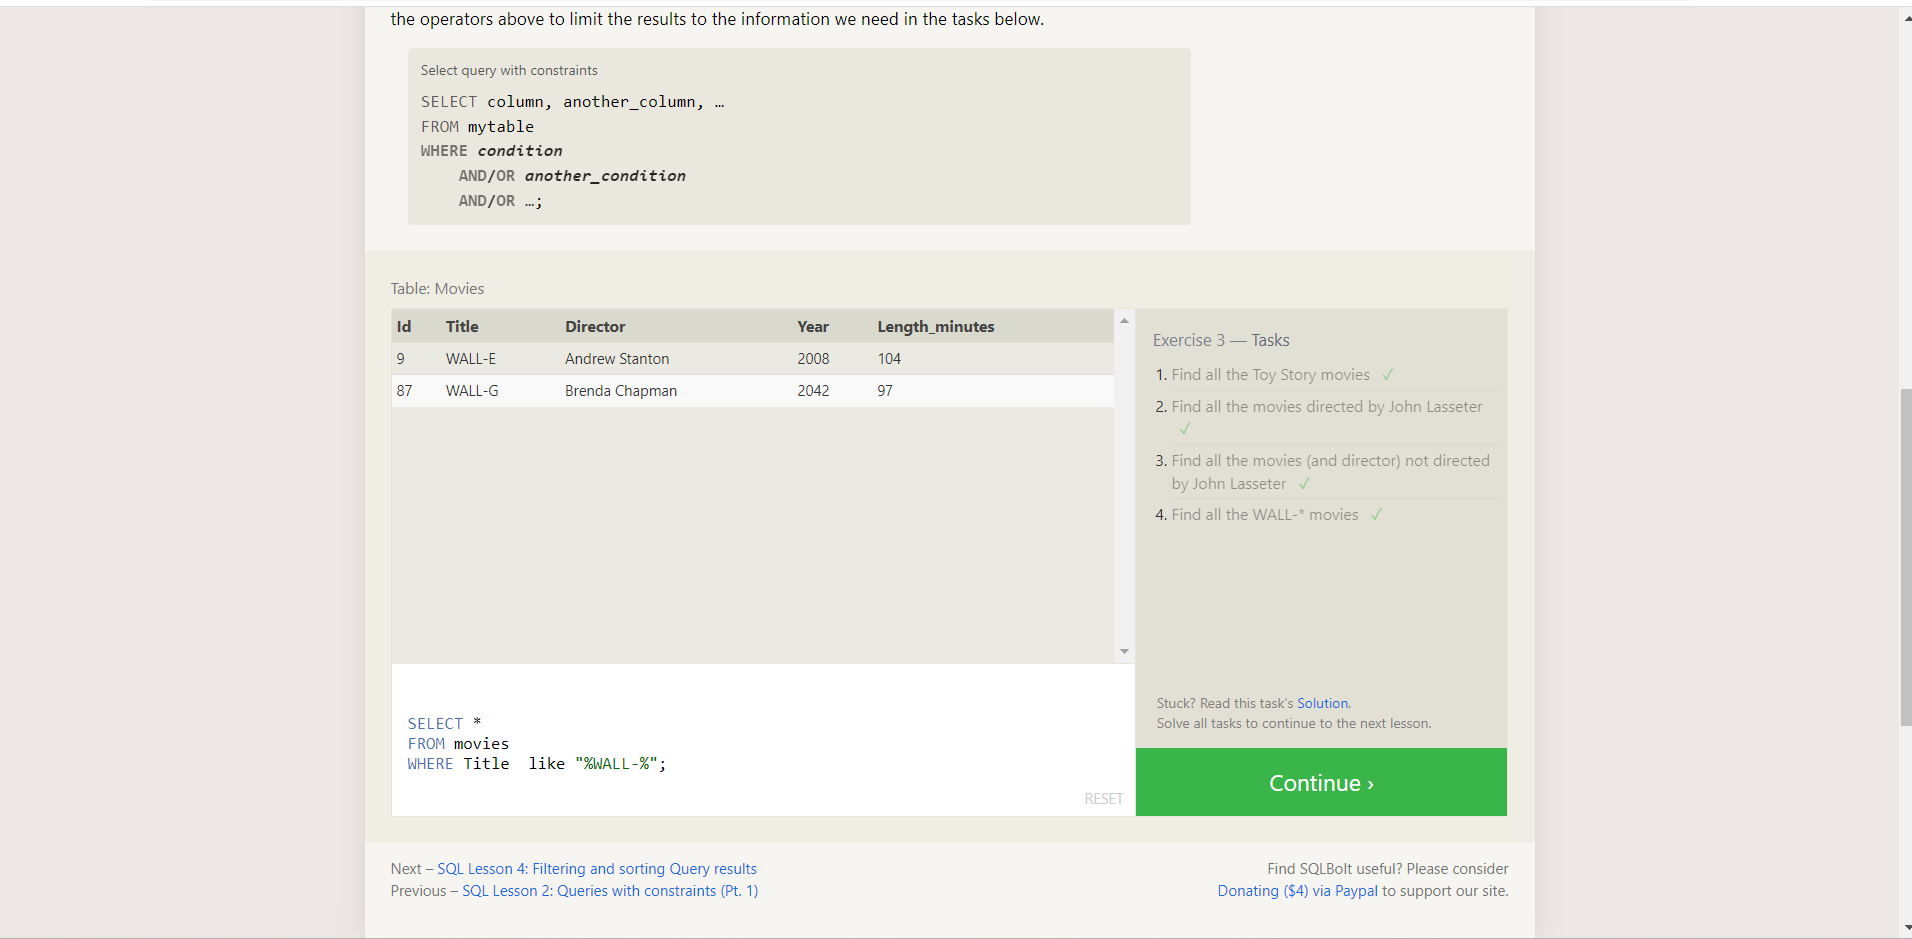 the operators above to limit the results to the information we need in the tasks below.
Select query with constraints
SELECT column, another_column, …
FROM mytable
WHERE condition
AND/OR another_condition
AND/OR …;
Table: Movies
Id Title Director Year Length_minutes
9 WALL-E Andrew Stanton 2008 104
87 WALL-G Brenda Chapman 2042 97
Exercise 3 — Tasks
1. Find all the Toy Story movies ✓
2. Find all the movies directed by John Lasseter
✓
3. Find all the movies (and director) not directed
by John Lasseter ✓
4. Find all the WALL-* movies ✓
Stuck? Read this task's Solution.
Solve all tasks to continue to the next lesson.
Continue ›
SELECT *
FROM movies
WHERE Title  like "%WALL-%";
RESET
Next – SQL Lesson 4: Filtering and sorting Query results
Previous – SQL Lesson 2: Queries with constraints (Pt. 1)
Find SQLBolt useful? Please consider
Donating ($4) via Paypal to support our site.